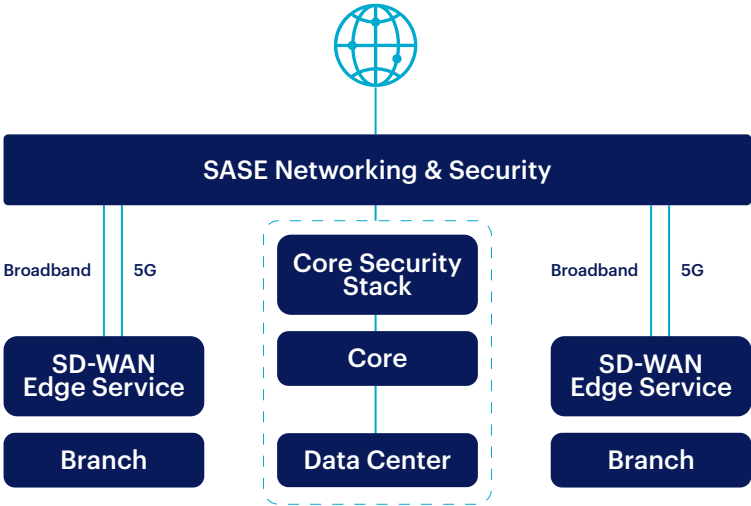 SASE Networking & Security
Broadband
5G
Core Security
Stack
Broadband
5G
SD-WAN
Edge Service
Core
SD-WAN
Edge Service
Branch
Data Center
Branch